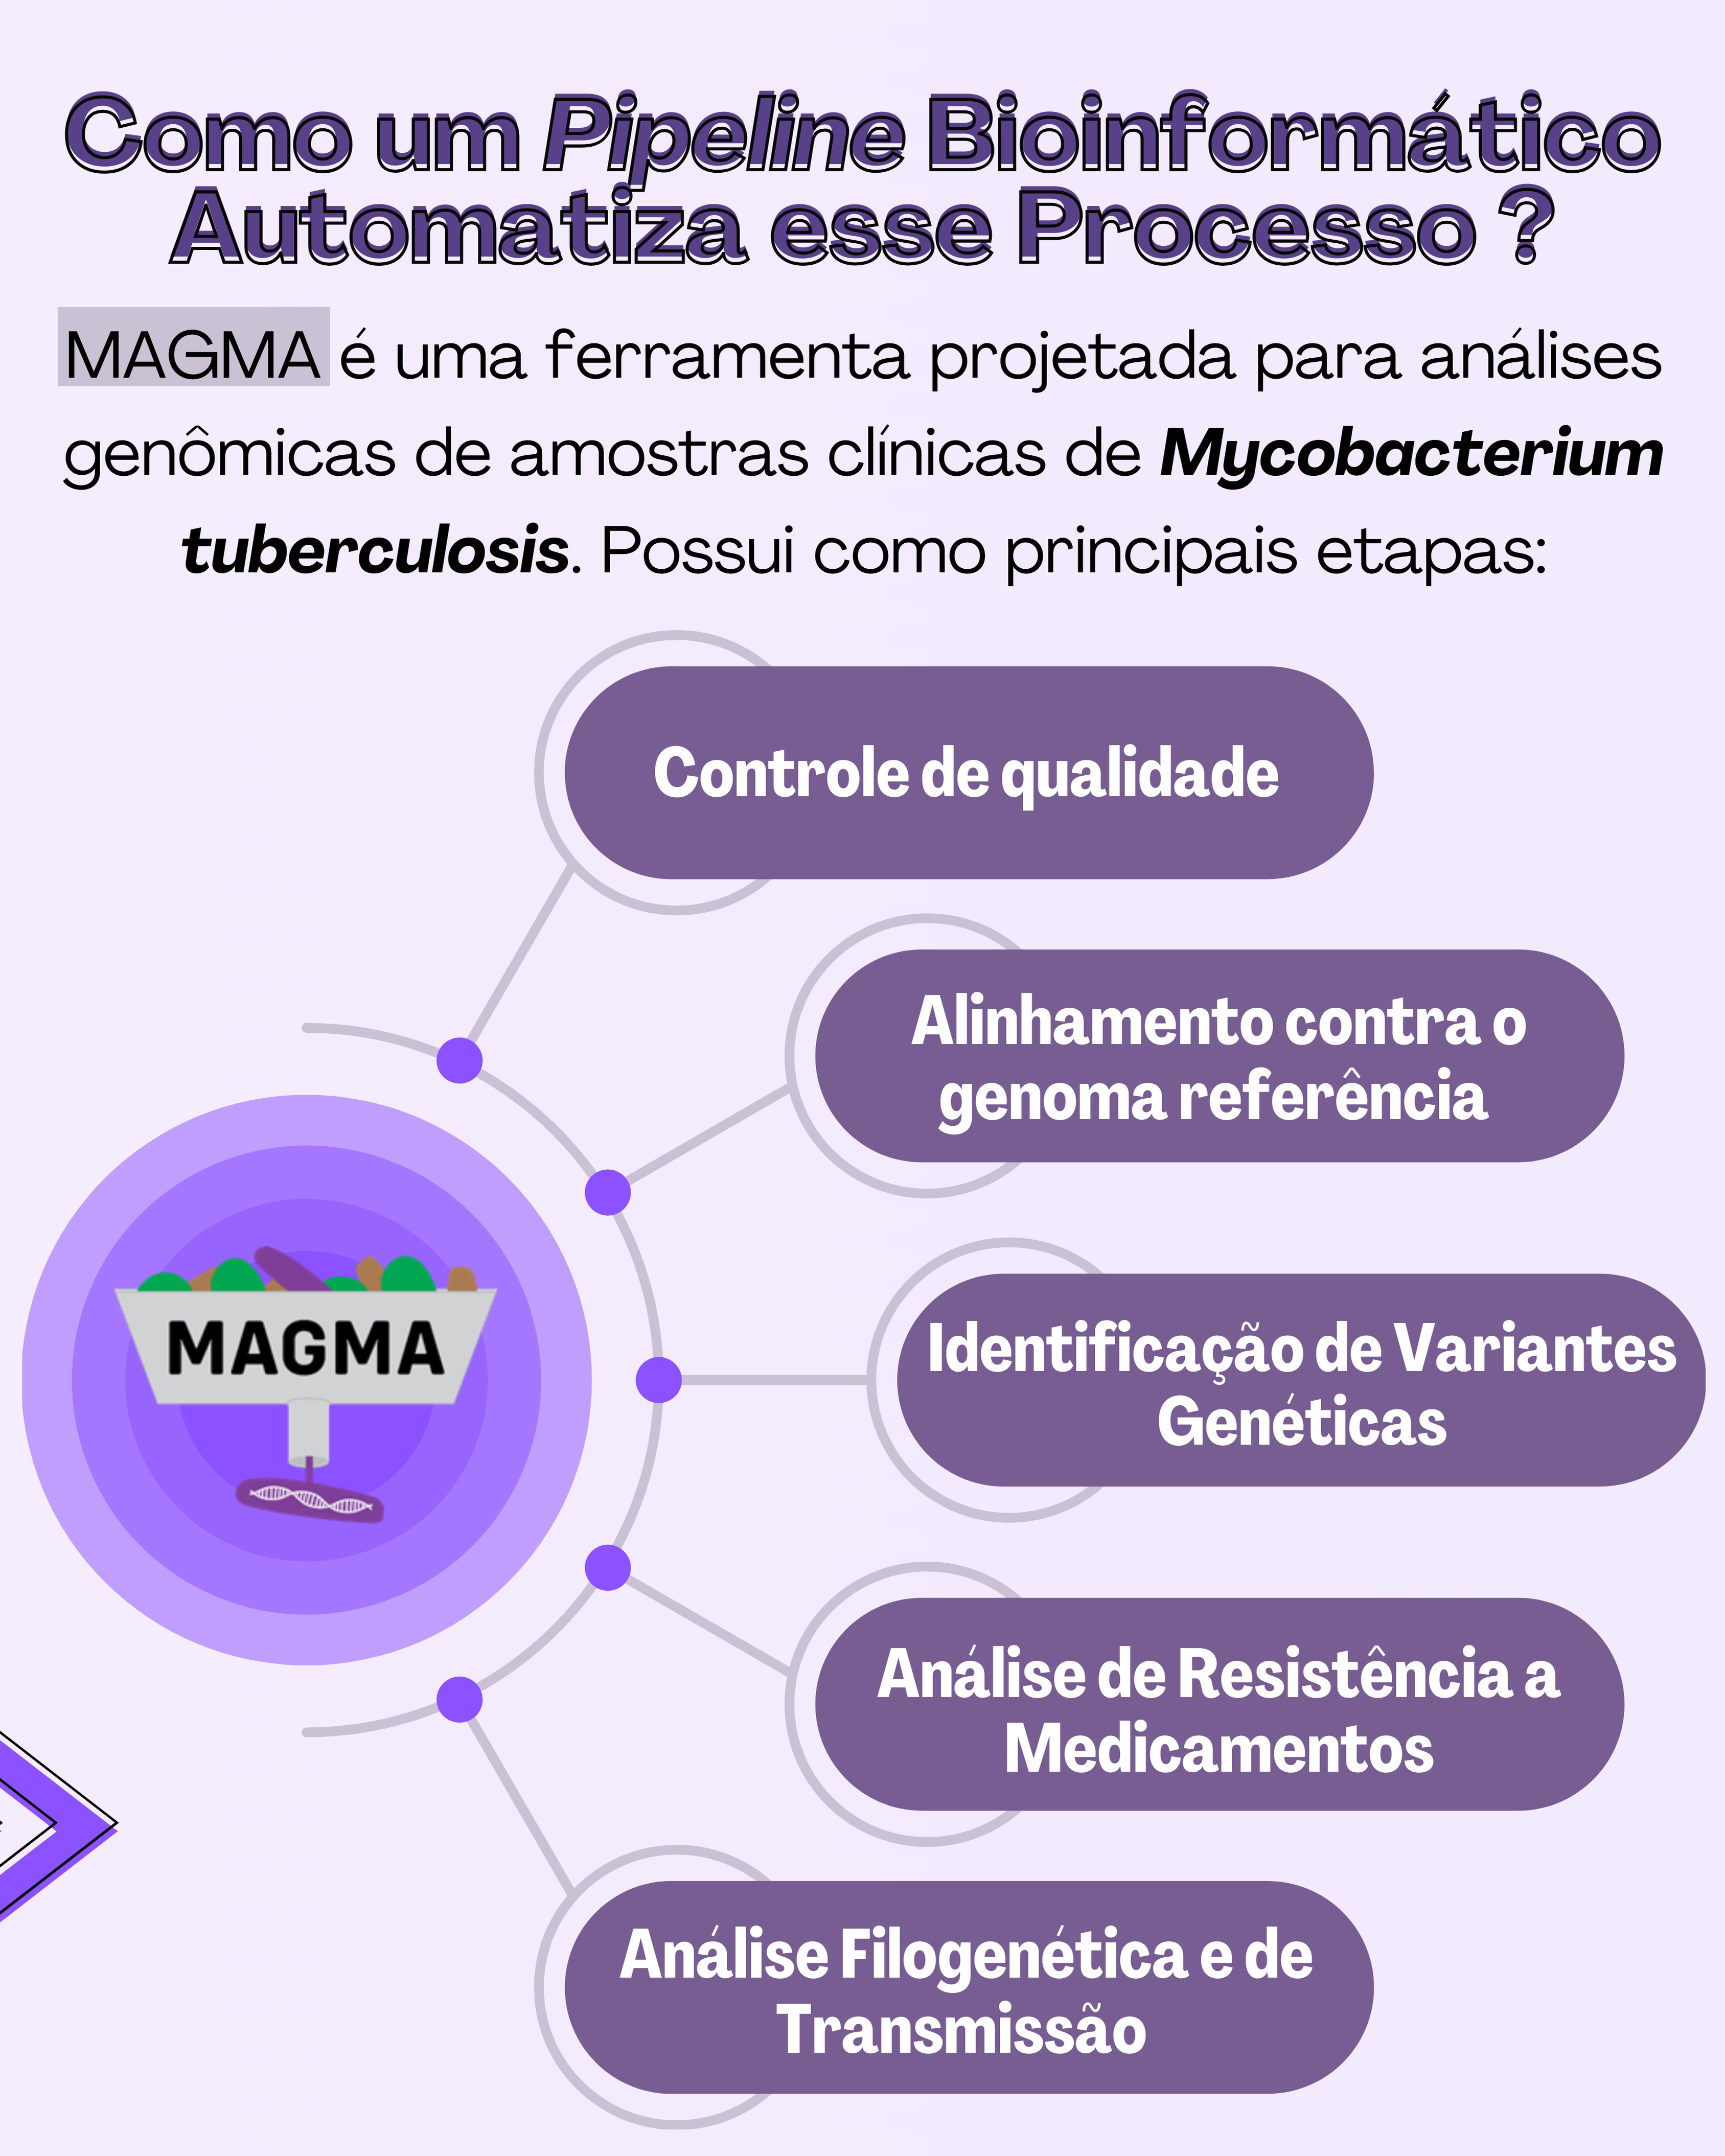 Como um Pipeline Bioinformático
Automatiza esse Processo ?
MAGMA é uma ferramenta projetada para análises
genômicas de amostras clínicas de Mycobacterium
tuberculosis. Possui como principais etapas:
Controle de qualidade
Alinhamento contra o
genoma referência
MAGMA
Identificação de Variantes
Genéticas
Análise de Resistência a
Medicamentos
Análise Filogenética e de
Transmissão